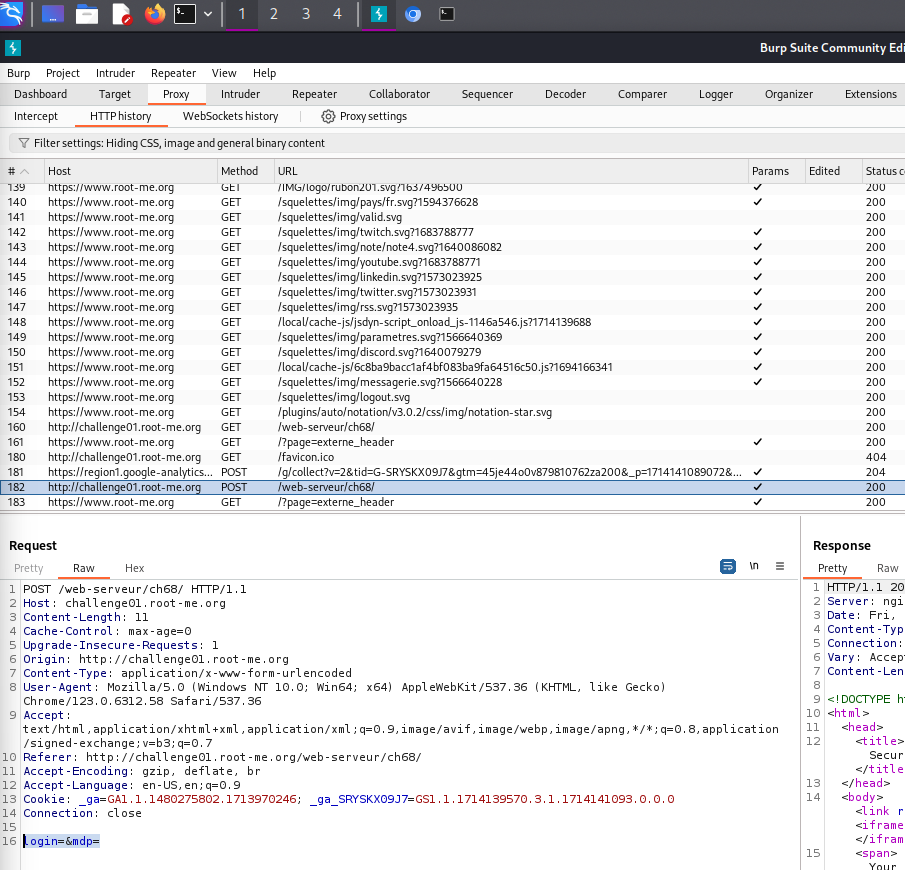 1 2 3 4
Burp Suite Community Edi
Burp Project Intruder Repeater View Help
Dashboard Target Proxy Intruder Repeater Collaborator Sequencer Decoder Comparer Logger Organizer Extensions
Intercept HTTP history WebSockets history Proxy settings
Filter settings: Hiding CSS, image and general binary content
# Host Method URL Params Edited Status c
139 https://www.root-me.org GET /IMG/logo/rubon201.svg?1637496500 ✓ 200
140 https://www.root-me.org GET /squelettes/img/pays/fr.svg?1594376628 ✓ 200
141 https://www.root-me.org GET /squelettes/img/valid.svg 200
142 https://www.root-me.org GET /squelettes/img/twitch.svg?1683788777 ✓ 200
143 https://www.root-me.org GET /squelettes/img/note/note4.svg?1640086082 ✓ 200
144 https://www.root-me.org GET /squelettes/img/youtube.svg?1683788771 ✓ 200
145 https://www.root-me.org GET /squelettes/img/linkedin.svg?1573023925 ✓ 200
146 https://www.root-me.org GET /squelettes/img/twitter.svg?1573023931 ✓ 200
147 https://www.root-me.org GET /squelettes/img/rss.svg?1573023935 ✓ 200
148 https://www.root-me.org GET /local/cache-js/jsdyn-script_onload_js-1146a546.js?1714139688 ✓ 200
149 https://www.root-me.org GET /squelettes/img/parametres.svg?1566640369 ✓ 200
150 https://www.root-me.org GET /squelettes/img/discord.svg?1640079279 ✓ 200
151 https://www.root-me.org GET /local/cache-js/6c8ba9bacc1af4bf083ba9fa64516c50.js?1694166341 ✓ 200
152 https://www.root-me.org GET /squelettes/img/messagerie.svg?1566640228 ✓ 200
153 https://www.root-me.org GET /squelettes/img/logout.svg 200
154 https://www.root-me.org GET /plugins/auto/notation/v3.0.2/css/img/notation-star.svg 200
160 http://challenge01.root-me.org GET /web-serveur/ch68/ 200
161 https://www.root-me.org GET /?page=externe_header ✓ 200
180 http://challenge01.root-me.org GET /favicon.ico 404
181 https://region1.google-analytics... POST /g/collect?v=2&tid=G-SRYSKX09J7&gtm=45je44o0v879810762za200&_p=1714141089072&... ✓ 204
182 http://challenge01.root-me.org POST /web-serveur/ch68/ ✓ 200
183 https://www.root-me.org GET /?page=externe_header ✓ 200
Request
Pretty Raw Hex \n
1 POST /web-serveur/ch68/ HTTP/1.1
2 Host: challenge01.root-me.org
3 Content-Length: 11
4 Cache-Control: max-age=0
5 Upgrade-Insecure-Requests: 1
6 Origin: http://challenge01.root-me.org
7 Content-Type: application/x-www-form-urlencoded
8 User-Agent: Mozilla/5.0 (Windows NT 10.0; Win64; x64) AppleWebKit/537.36 (KHTML, like Gecko)
Chrome/123.0.6312.58 Safari/537.36
9 Accept:
text/html,application/xhtml+xml,application/xml;q=0.9,image/avif,image/webp,image/apng,*/*;q=0.8,application
/signed-exchange;v=b3;q=0.7
10 Referer: http://challenge01.root-me.org/web-serveur/ch68/
11 Accept-Encoding: gzip, deflate, br
12 Accept-Language: en-US,en;q=0.9
13 Cookie: _ga=GA1.1.1480275802.1713970246; _ga_SRYSKX09J7=GS1.1.1714139570.3.1.1714141093.0.0.0
14 Connection: close
15
16 login=&mdp=
Response
Pretty Raw
1 HTTP/1.1 20
2 Server: ngi
3 Date: Fri,
4 Content-Typ
5 Connection:
6 Vary: Accep
7 Content-Len
8
9 <!DOCTYPE h
10 <html>
11 <head>
12 <title>
Secur
</title
13 </head>
14 <body>
<link r
<iframe
</ifram
15 <span>
Your